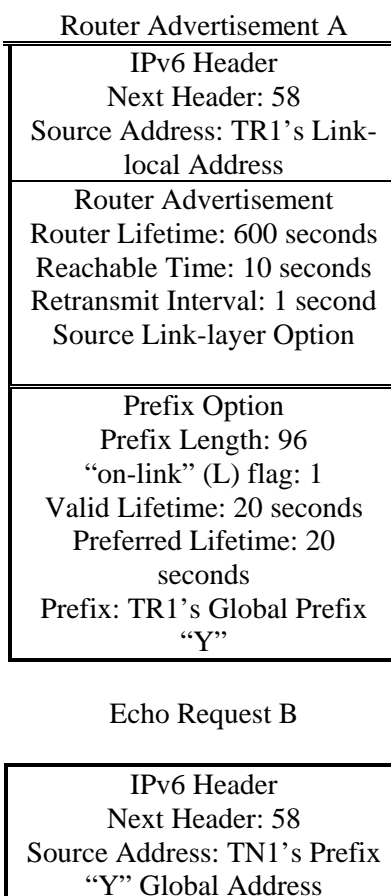 Router Advertisement A
IPv6 Header
Next Header: 58
Source Address: TR1’s Link-
local Address
Router Advertisement
Router Lifetime: 600 seconds
Reachable Time: 10 seconds
Retransmit Interval: 1 second
Source Link-layer Option
Prefix Option
Prefix Length: 96
“on-link” (L) flag: 1
Valid Lifetime: 20 seconds
Preferred Lifetime: 20
seconds
Prefix: TR1’s Global Prefix
“Y”
Echo Request B
IPv6 Header
Next Header: 58
Source Address: TN1’s Prefix
“Y” Global Address